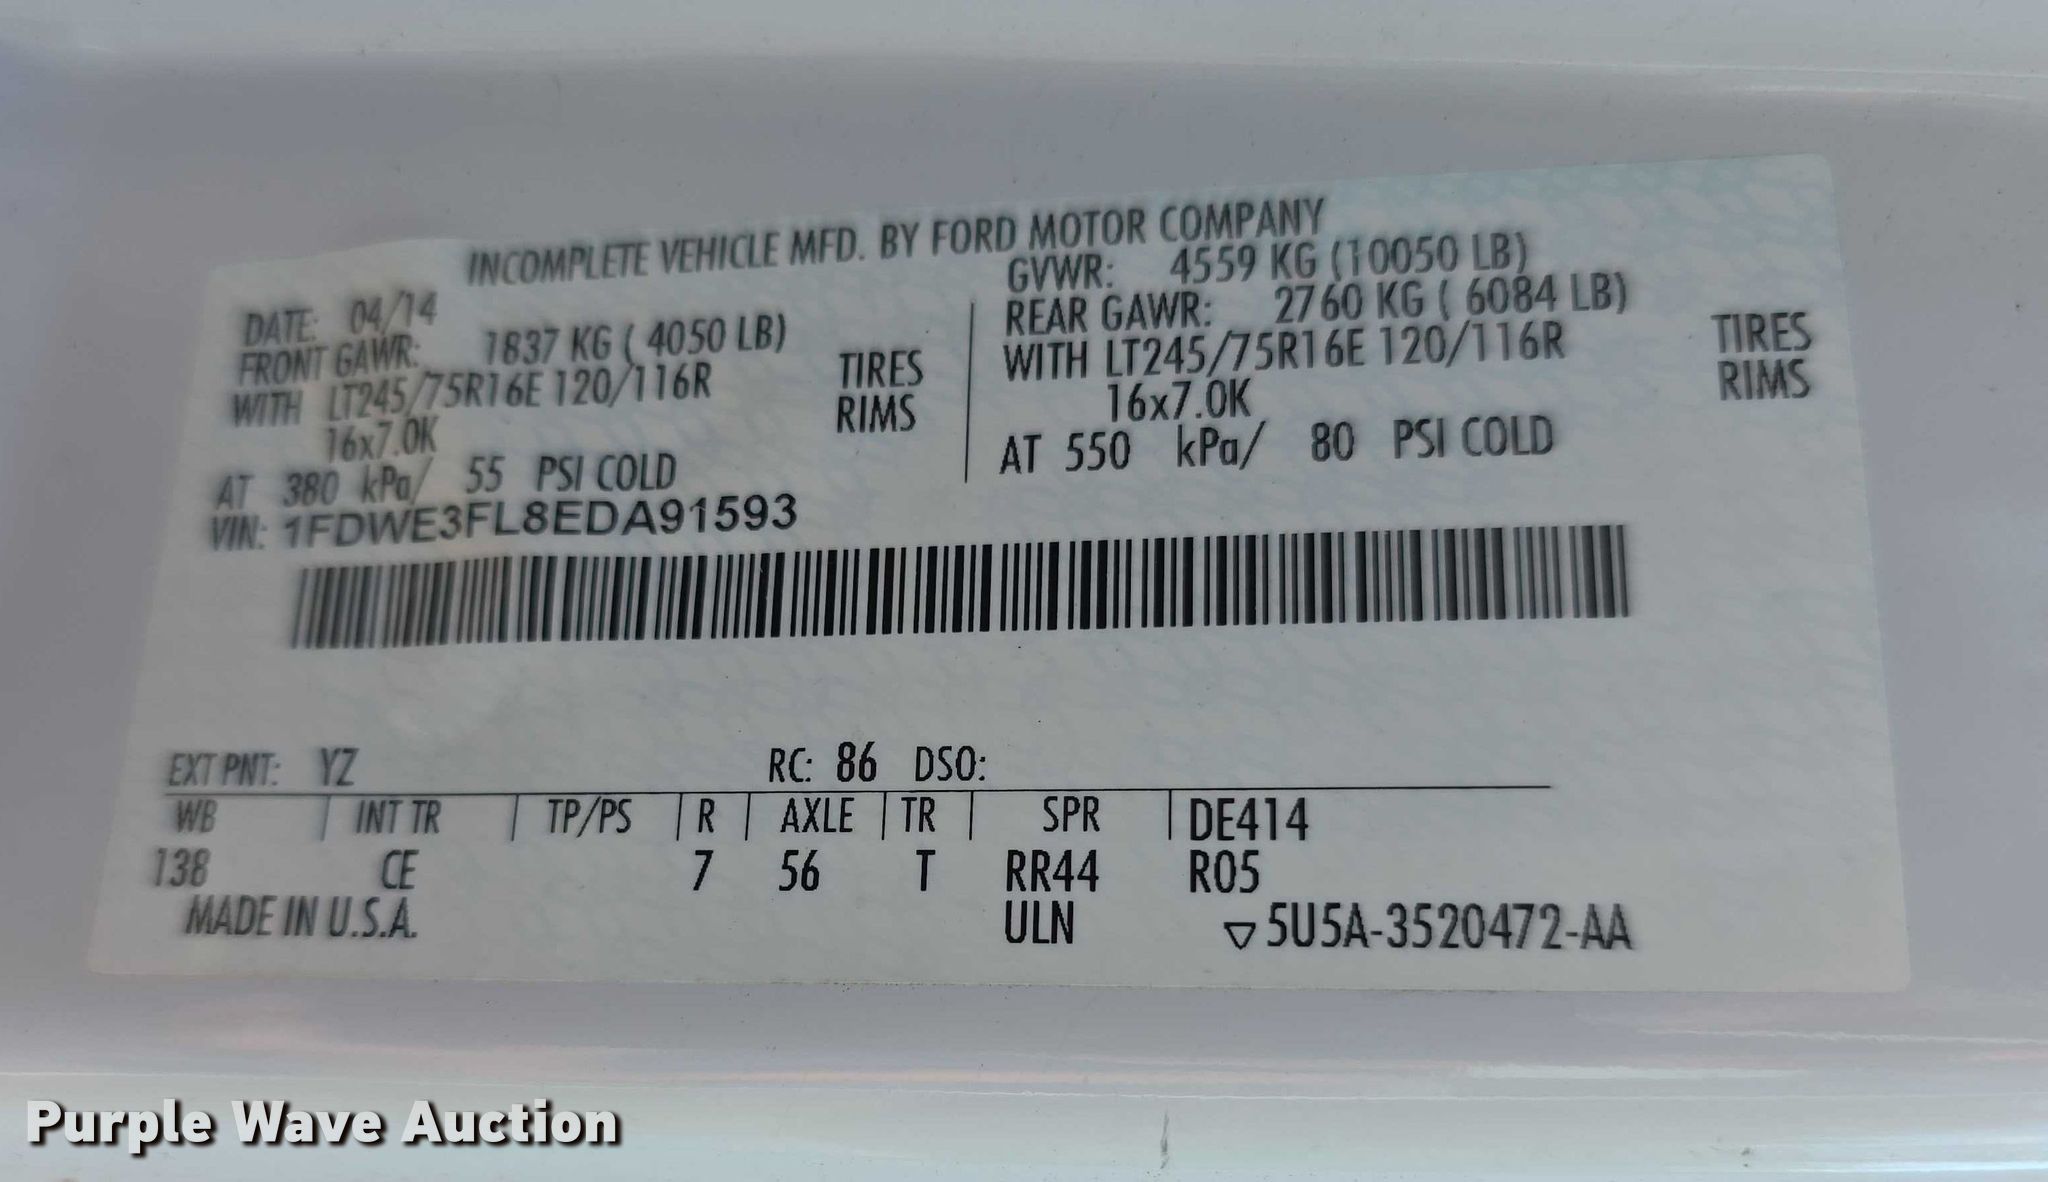 INCOMPLETE VEHICLE MFD. BY FORD MOTOR COMPANY
DATE: 04/14
GVWR: 4559 KG (10050 LB)
FRONT GAWR: 1837 KG ( 4050 LB)
REAR GAWR: 2760 KG ( 6084 LB)
WITH LT245/75R16E 120/116R TIRES
WITH LT245/75R16E 120/116R TIRES
16x7.0K RIMS
16x7.0K RIMS
AT 380 kPa/ 55 PSI COLD
AT 550 kPa/ 80 PSI COLD
VIN: 1FDWE3FL8EDA91593
EXT PNT: YZ RC: 86 DSO:
WB | INT TR | TP/PS | R | AXLE | TR | SPR | DE414
138 CE 7 56 T RR44 R05
MADE IN U.S.A. ULN ▽5U5A-3520472-AA
Purple Wave Auction